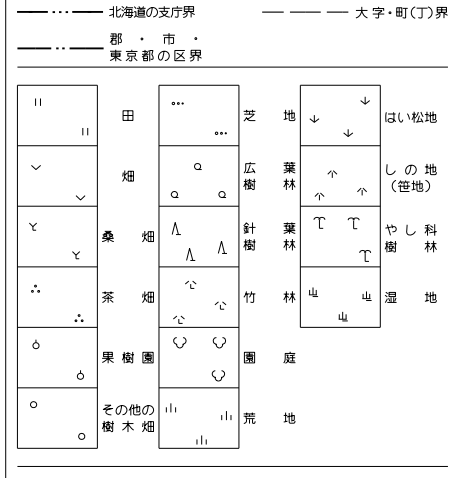 北海道の支庁界
大字・町(丁)界
郡・市・
東京都の区界
田
畑
桑畑
茶畑
果樹園
その他の
樹木畑
芝地
広葉
樹林
針葉
樹林
竹林
園庭
荒地
はい松地
しの地
(笹地)
やし科
樹林
湿地